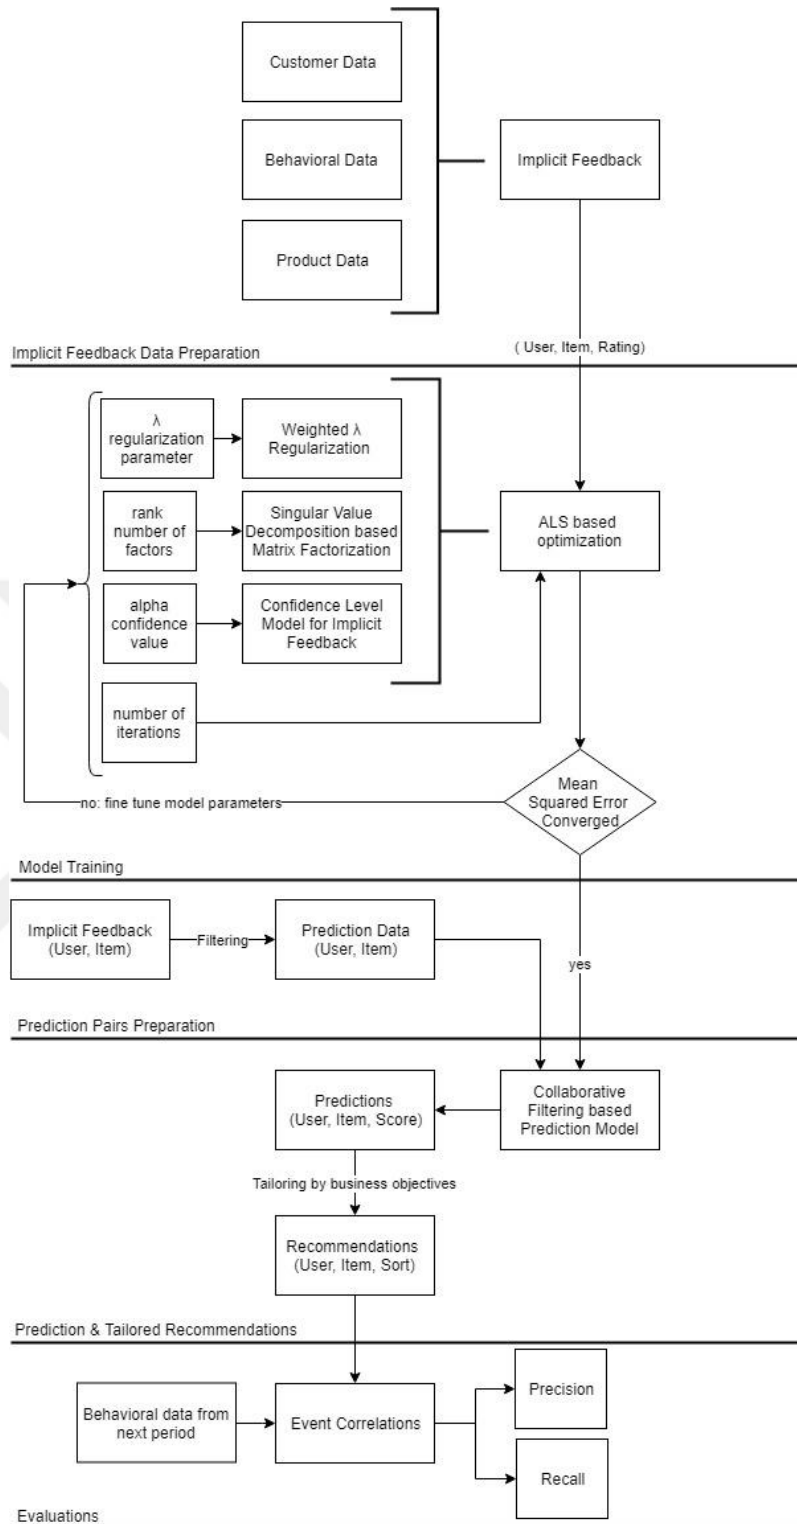 Customer Data
Behavioral Data
Implicit Feedback
Product Data
( User, Item, Rating)
Implicit Feedback Data Preparation
λ
regularization
parameter
Weighted λ
Regularization
rank
number of
factors
Singular Value
Decomposition based
Matrix Factorization
ALS based
optimization
alpha
confidence
value
Confidence Level
Model for Implicit
Feedback
number of
iterations
Mean
Squared Error
Converged
no: fine tune model parameters
Model Training
Implicit Feedback
(User, Item)
Filtering
Prediction Data
(User, Item)
yes
Prediction Pairs Preparation
Predictions
(User, Item, Score)
Collaborative
Filtering based
Prediction Model
Tailoring by business objectives
Recommendations
(User, Item, Sort)
Prediction & Tailored Recommendations
Behavioral data from
next period
Event Correlations
Precision
Recall
Evaluations